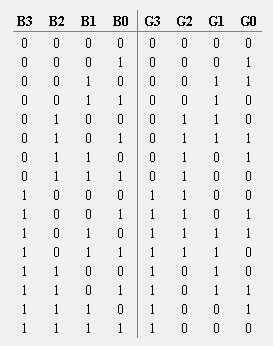 B3 B2 B1 B0 G3 G2 G1 G0
0 0 0 0 0 0 0 0
0 0 0 1 0 0 0 1
0 0 1 0 0 0 1 1
0 0 1 1 0 0 1 0
0 1 0 0 0 1 1 0
0 1 0 1 0 1 1 1
0 1 1 0 0 1 0 1
0 1 1 1 0 1 0 0
1 0 0 0 1 1 0 0
1 0 0 1 1 1 0 1
1 0 1 0 1 1 1 1
1 0 1 1 1 1 1 0
1 1 0 0 1 0 1 0
1 1 0 1 1 0 1 1
1 1 1 0 1 0 0 1
1 1 1 1 1 0 0 0